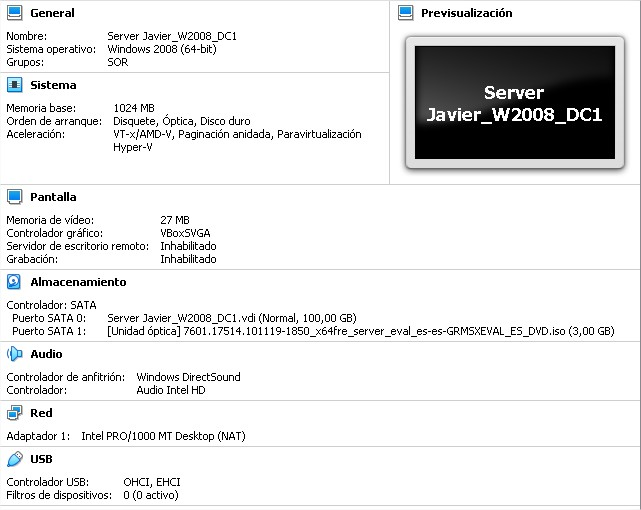 General
Nombre: Server Javier_W2008_DC1
Sistema operativo: Windows 2008 (64-bit)
Grupos: SOR
Previsualización
Server
Javier_W2008_DC1
Sistema
Memoria base: 1024 MB
Orden de arranque: Disquete, Óptica, Disco duro
Aceleración: VT-x/AMD-V, Paginación anidada, Paravirtualización
Hyper-V
Pantalla
Memoria de vídeo: 27 MB
Controlador gráfico: VBoxSVGA
Servidor de escritorio remoto: Inhabilitado
Grabación: Inhabilitado
Almacenamiento
Controlador: SATA
Puerto SATA 0: Server Javier_W2008_DC1.vdi (Normal, 100,00 GB)
Puerto SATA 1: [Unidad óptica] 7601.17514.101119-1850_x64fre_server_eval_es-es-GRMSXEVAL_ES_DVD.iso (3,00 GB)
Audio
Controlador de anfitrión: Windows DirectSound
Controlador: Audio Intel HD
Red
Adaptador 1: Intel PRO/1000 MT Desktop (NAT)
USB
Controlador USB: OHCI, EHCI
Filtros de dispositivos: 0 (0 activo)